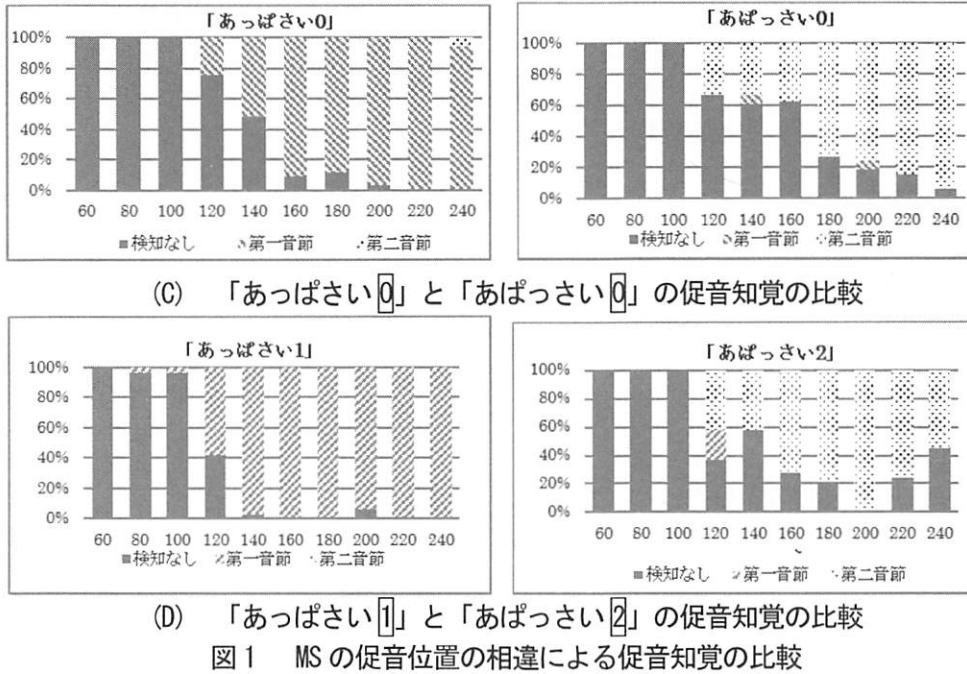 「あっぱさい0」
100%
80%
60%
40%
20%
0%
60 80 100 120 140 160 180 200 220 240
検知なし 第一音節 第二音節
「あぱっさい0」
100%
80%
60%
40%
20%
0%
60 80 100 120 140 160 180 200 220 240
検知なし 第一音節 第二音節
(C) 「あっぱさい0」と「あぱっさい0」の促音知覚の比較
「あっぱさい1」
100%
80%
60%
40%
20%
0%
60 80 100 120 140 160 180 200 220 240
検知なし 第一音節 第二音節
「あぱっさい2」
100%
80%
60%
40%
20%
0%
60 80 100 120 140 160 180 200 220 240
検知なし 第一音節 第二音節
(D) 「あっぱさい1」と「あぱっさい2」の促音知覚の比較
図1 MSの促音位置の相違による促音知覚の比較